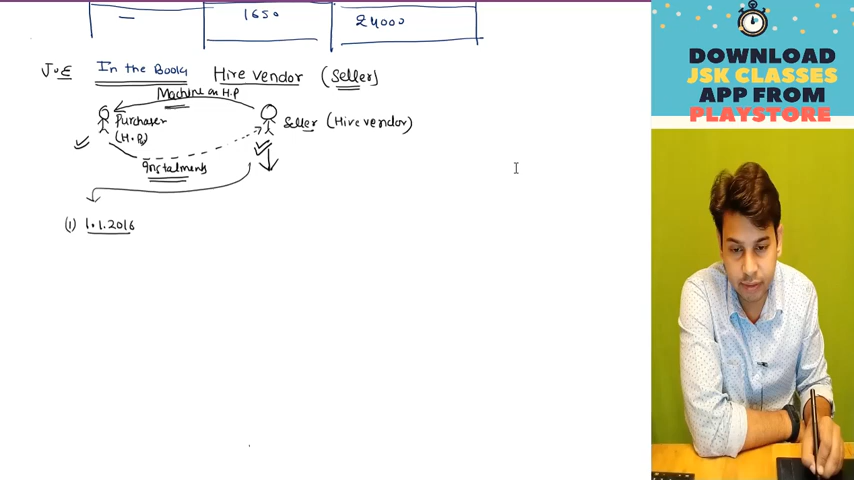 — 1650 24000
J.E In the Books Hire vendor (Seller)
Machine on H.P
Purchaser
(H.P)
Seller (Hire vendor)
Instalments
(1) 1.1.2016
DOWNLOAD
JSK CLASSES
APP FROM
PLAYSTORE